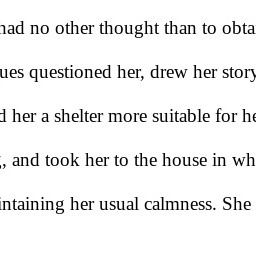 had no other thought than to obta
ues questioned her, drew her story
d her a shelter more suitable for he
, and took her to the house in wh
intaining her usual calmness. She